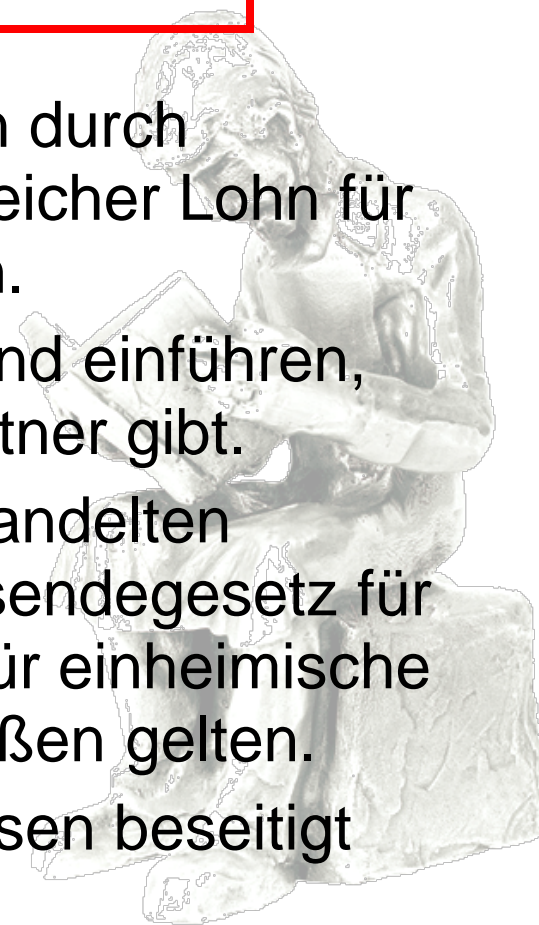 n durch
eicher Lohn für
n.
nd einführen,
tner gibt.
andelten
sendegesetz für
ür einheimische
ßen gelten.
sen beseitigt